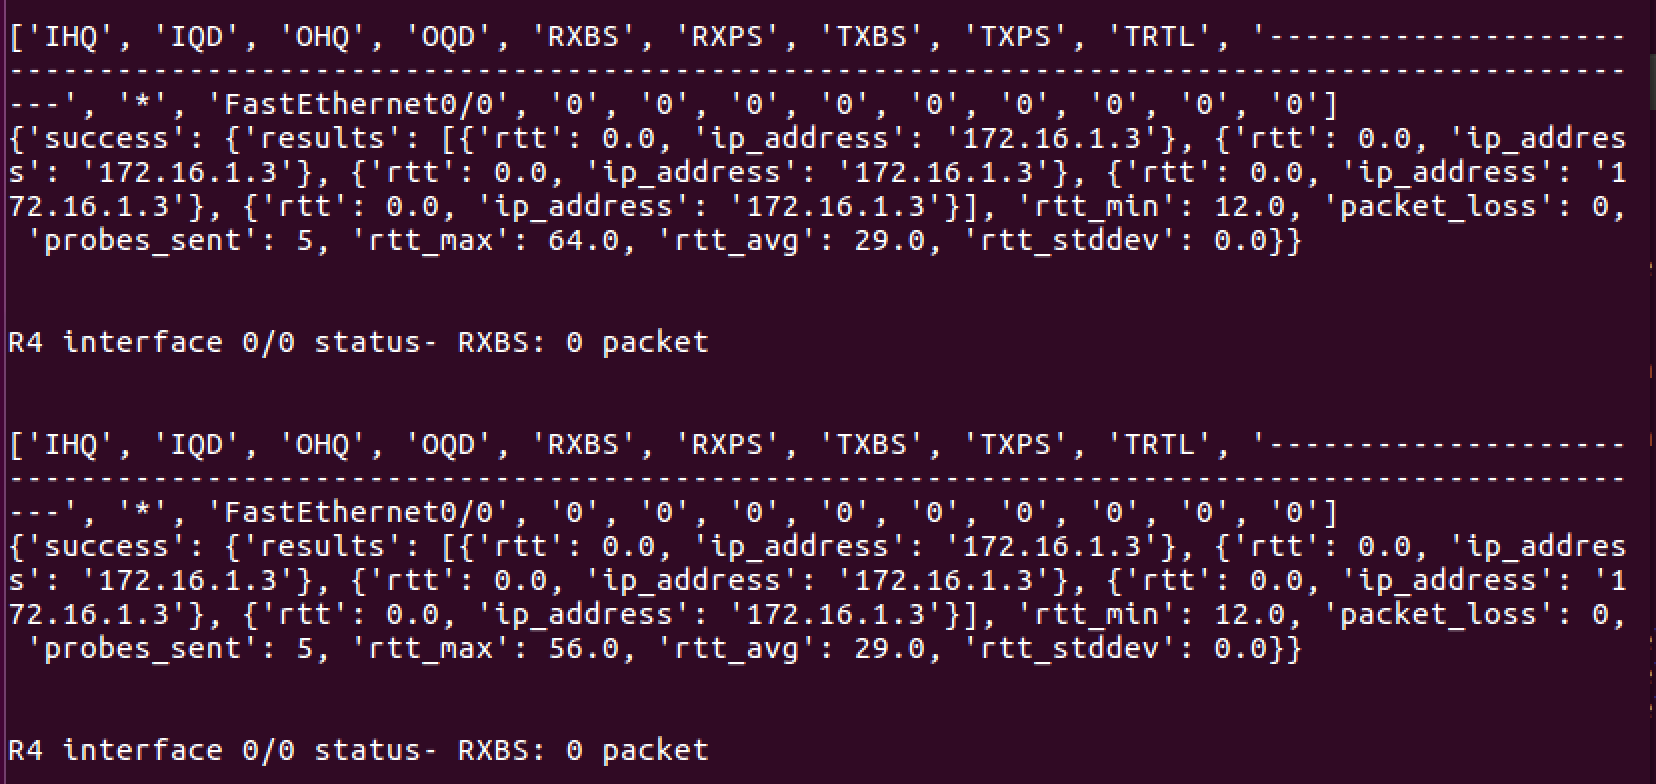 ['IHQ', 'IQD', 'OHQ', 'OQD', 'RXBS', 'RXPS', 'TXBS', 'TXPS', 'TRTL', '--------------------
------------------------------------------------------------------------------------------
---', '*', 'FastEthernet0/0', '0', '0', '0', '0', '0', '0', '0', '0', '0']
{'success': {'results': [{'rtt': 0.0, 'ip_address': '172.16.1.3'}, {'rtt': 0.0, 'ip_addres
s': '172.16.1.3'}, {'rtt': 0.0, 'ip_address': '172.16.1.3'}, {'rtt': 0.0, 'ip_address': '1
72.16.1.3'}, {'rtt': 0.0, 'ip_address': '172.16.1.3'}], 'rtt_min': 12.0, 'packet_loss': 0,
 'probes_sent': 5, 'rtt_max': 64.0, 'rtt_avg': 29.0, 'rtt_stddev': 0.0}}
R4 interface 0/0 status- RXBS: 0 packet
['IHQ', 'IQD', 'OHQ', 'OQD', 'RXBS', 'RXPS', 'TXBS', 'TXPS', 'TRTL', '--------------------
------------------------------------------------------------------------------------------
---', '*', 'FastEthernet0/0', '0', '0', '0', '0', '0', '0', '0', '0', '0']
{'success': {'results': [{'rtt': 0.0, 'ip_address': '172.16.1.3'}, {'rtt': 0.0, 'ip_addres
s': '172.16.1.3'}, {'rtt': 0.0, 'ip_address': '172.16.1.3'}, {'rtt': 0.0, 'ip_address': '1
72.16.1.3'}, {'rtt': 0.0, 'ip_address': '172.16.1.3'}], 'rtt_min': 12.0, 'packet_loss': 0,
 'probes_sent': 5, 'rtt_max': 56.0, 'rtt_avg': 29.0, 'rtt_stddev': 0.0}}
R4 interface 0/0 status- RXBS: 0 packet